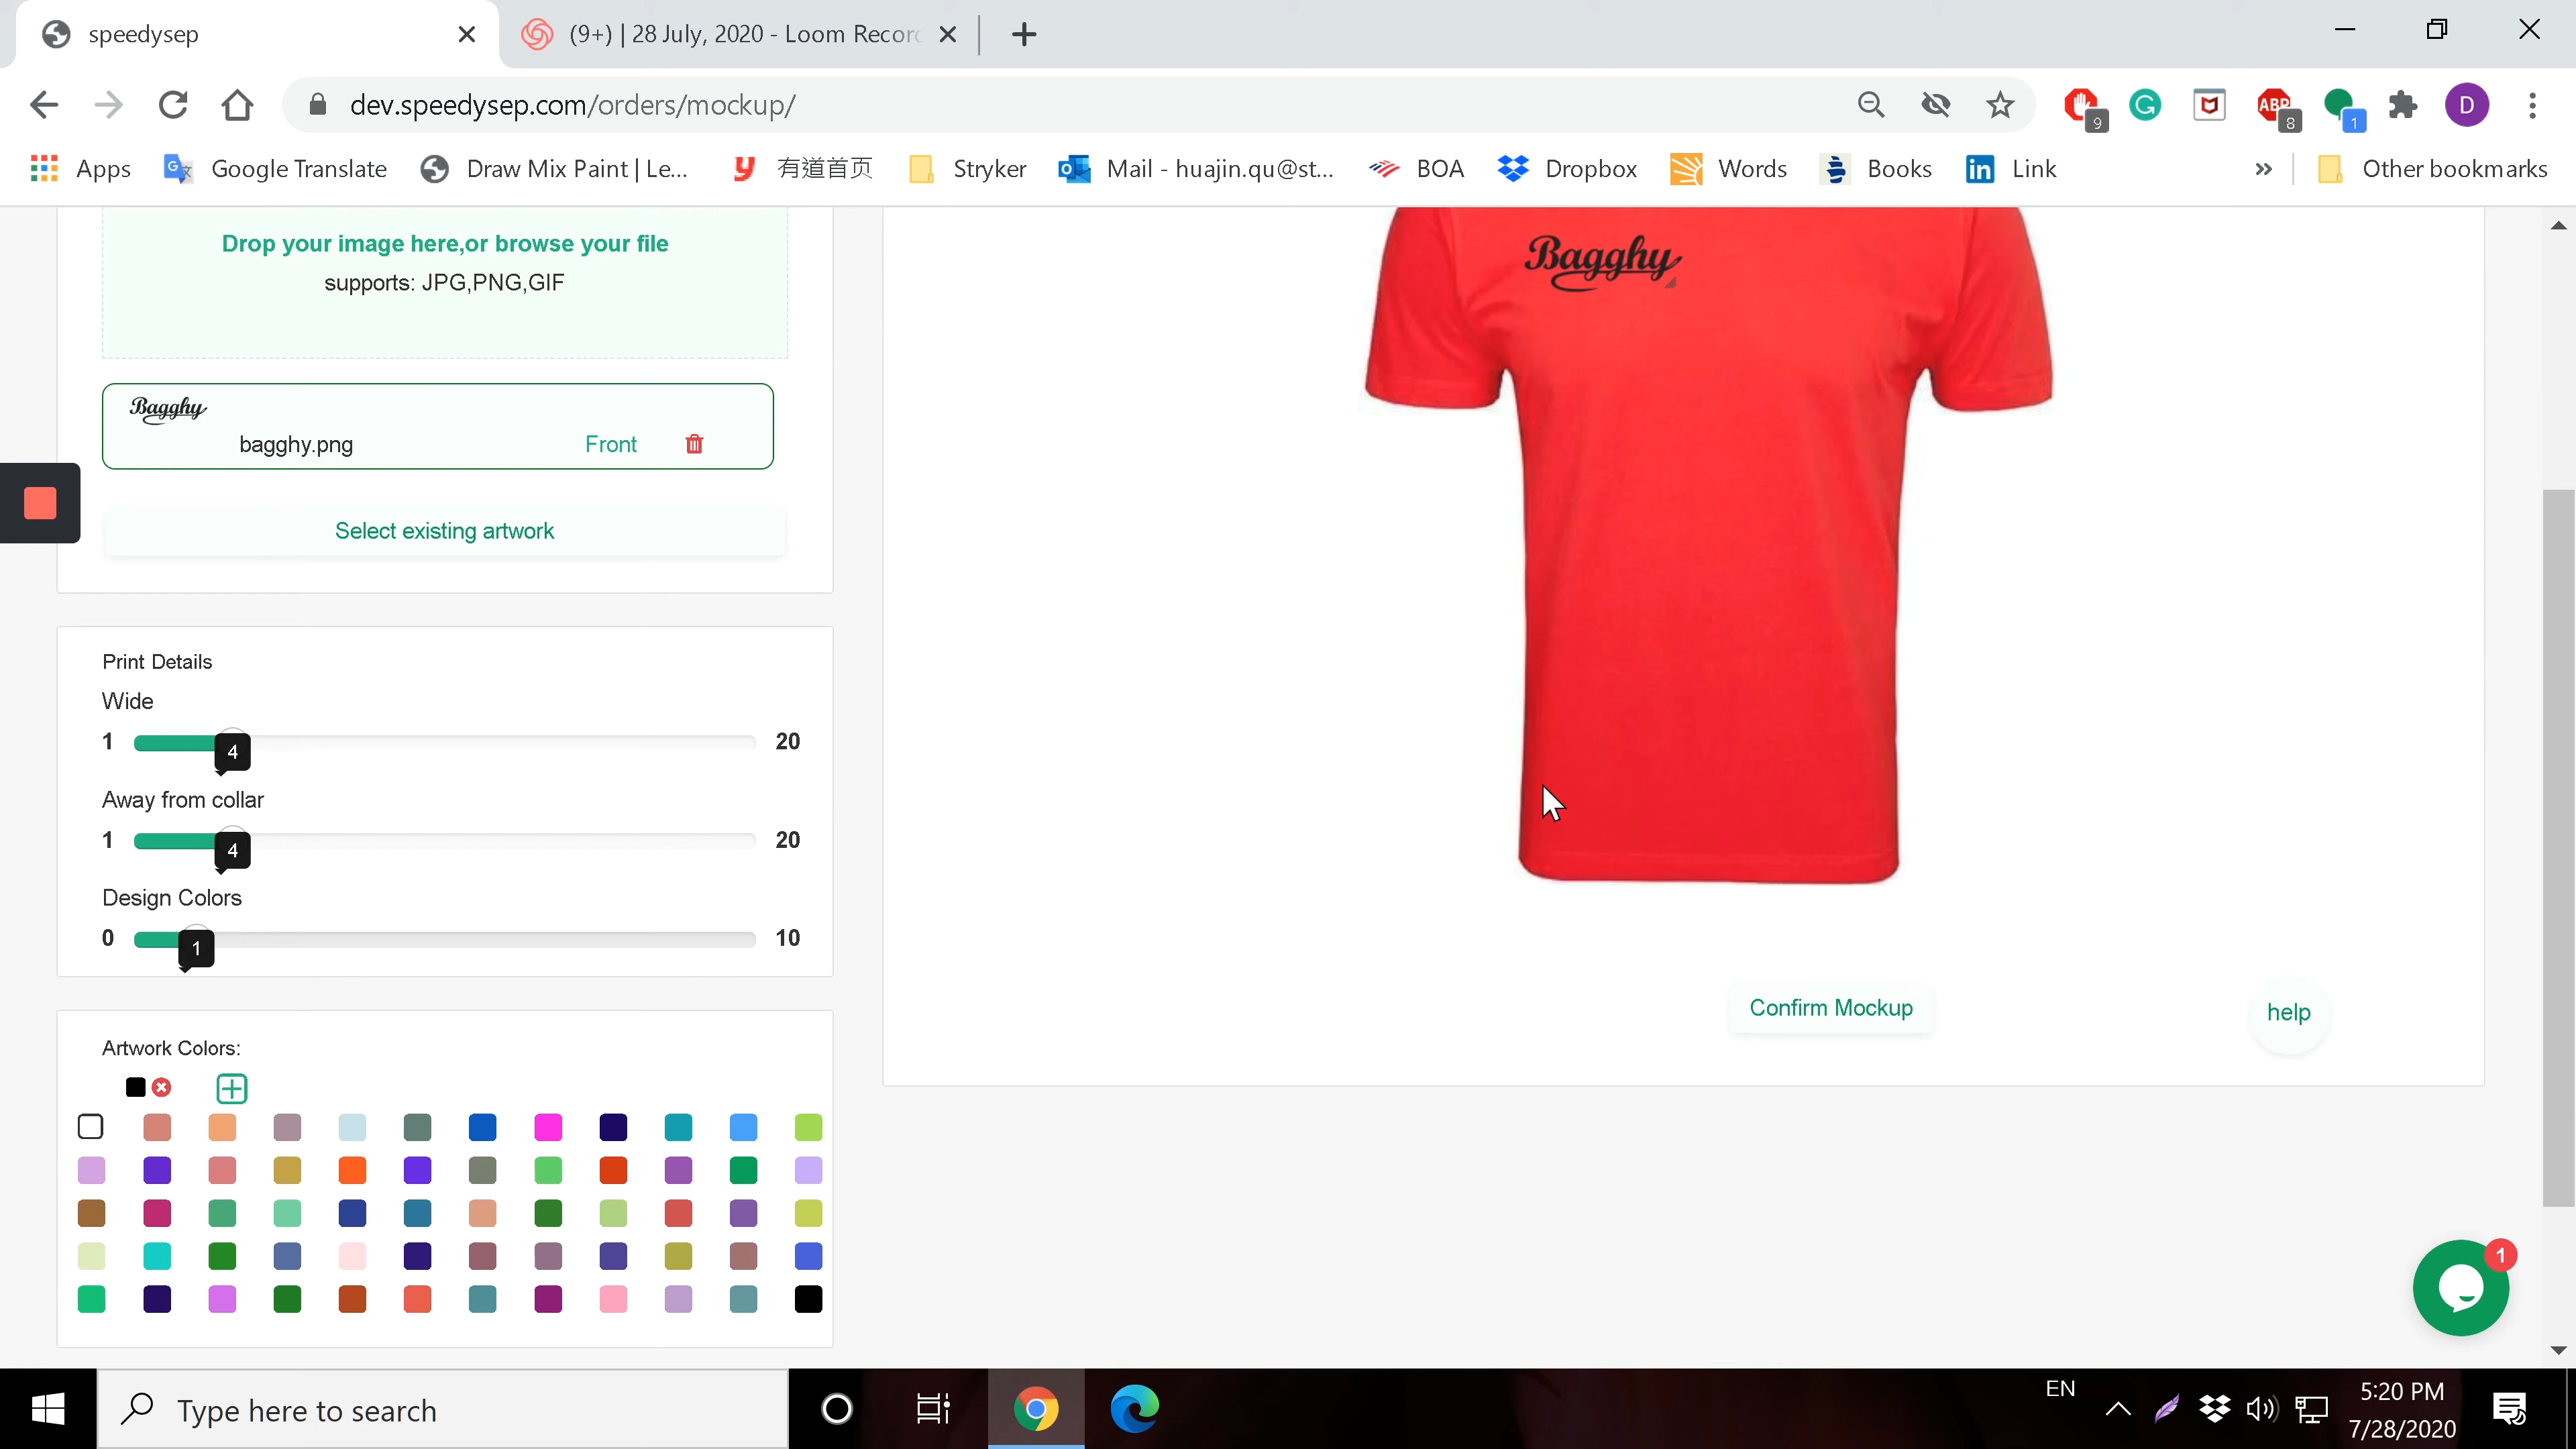 speedysep
(9+) | 28 July, 2020 - Loom Recor
dev.speedysep.com/orders/mockup/
9
ABP
8
1
D
Apps
Google Translate
Draw Mix Paint | Le...
有道首页
Stryker
Mail - huajin.qu@st...
BOA
Dropbox
Words
Books
Link
»
Other bookmarks
Drop your image here,or browse your file
supports: JPG,PNG,GIF
Bagghy
bagghy.png
Front
Select existing artwork
Print Details
Wide
1
4
20
Away from collar
1
4
20
Design Colors
0
1
10
Artwork Colors:
Bagghy
Confirm Mockup
help
1
Type here to search
EN
5:20 PM
7/28/2020